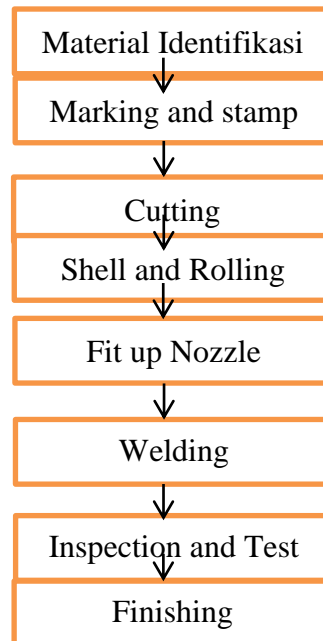 Material Identifikasi
Marking and stamp
Cutting
Shell and Rolling
Fit up Nozzle
Welding
Inspection and Test
Finishing